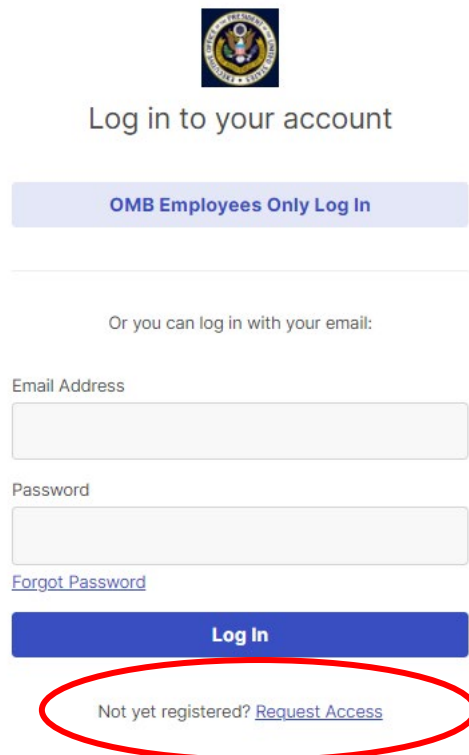 Log in to your account
OMB Employees Only Log In
Or you can log in with your email:
Email Address
Password
Forgot Password
Log In
Not yet registered? Request Access